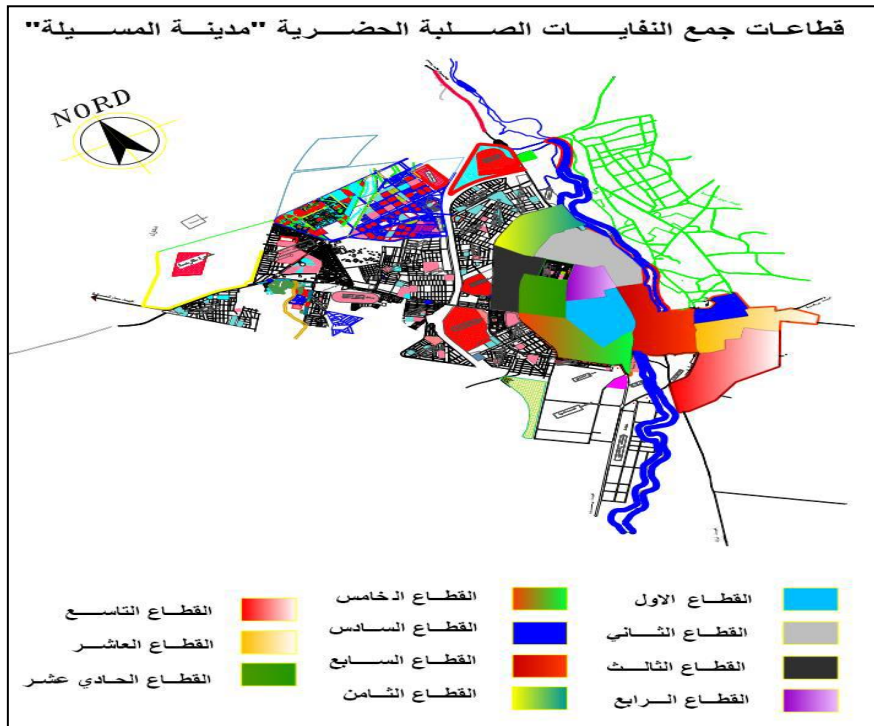 قطاعات جمع النفايات الصلبة الحضرية "مدينة المسيلة"
NORD
القطاع الاول
القطاع الثاني
القطاع الثالث
القطاع الرابع
القطاع الخامس
القطاع السادس
القطاع السابع
القطاع الثامن
القطاع التاسع
القطاع العاشر
القطاع الحادي عشر